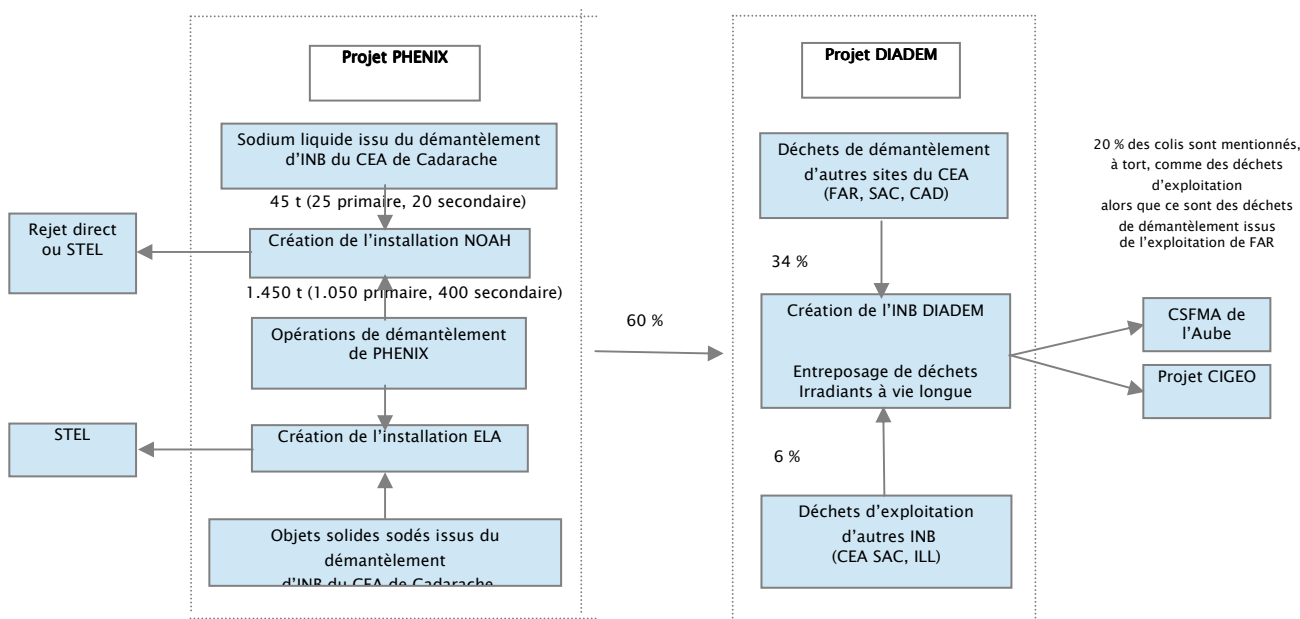 Projet PHENIX
Sodium liquide issu du démantèlement
d’INB du CEA de Cadarache
45 t (25 primaire, 20 secondaire)
Rejet direct
ou STEL
Création de l’installation NOAH
1.450 t (1.050 primaire, 400 secondaire)
Opérations de démantèlement
de PHENIX
STEL
Création de l’installation ELA
Objets solides sodés issus du
démantèlement
d’INB du CEA de Cadarache
60 %
Projet DIADEM
Déchets de démantèlement
d’autres sites du CEA
(FAR, SAC, CAD)
34 %
Création de l’INB DIADEM
Entreposage de déchets
Irradiants à vie longue
6 %
Déchets d’exploitation
d’autres INB
(CEA SAC, ILL)
20 % des colis sont mentionnés,
à tort, comme des déchets
d’exploitation
alors que ce sont des déchets
de démantèlement issus
de l’exploitation de FAR
CSFMA de
l’Aube
Projet CIGEO